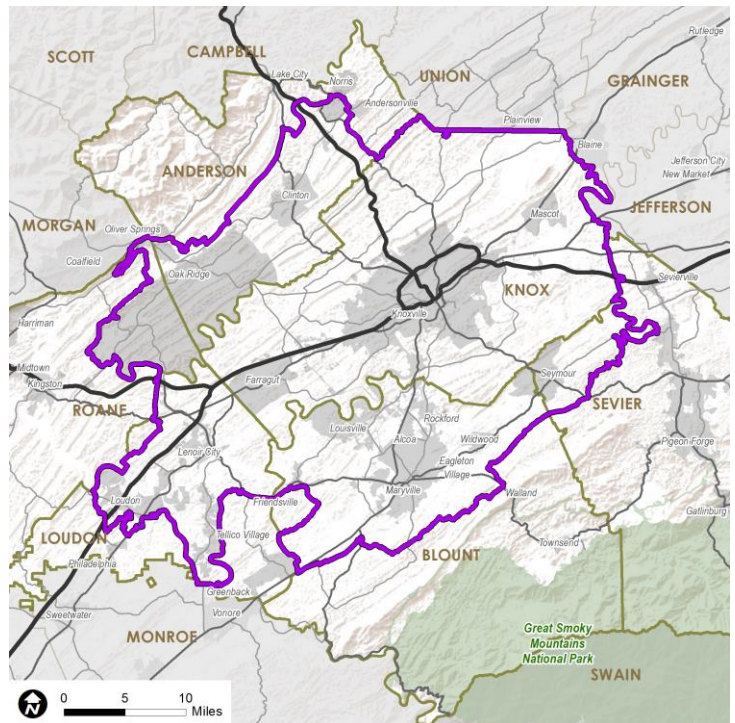 SCOTT
CAMPBELL
UNION
Rutledge
GRAINGER
Lake City
Norris
Andersonville
Plainview
Blaine
Jefferson City
New Market
ANDERSON
Clinton
JEFFERSON
MORGAN
Oliver Springs
Mascot
Coalfield
Oak Ridge
Sevierville
KNOX
Knoxville
Harriman
Midtown
Kingston
Farragut
Seymour
ROANE
SEVIER
Louisville
Rockford
Alcoa
Wildwood
Pigeon Forge
Lenoir City
Eagleton
Village
Maryville
Walland
Loudon
Friendsville
Gatlinburg
LOUDON
Tellico Village
Townsend
BLOUNT
Philadelphia
Greenback
Sweetwater
Vonore
MONROE
Great Smoky
Mountains
National Park
SWAIN
N
0 5 10
Miles